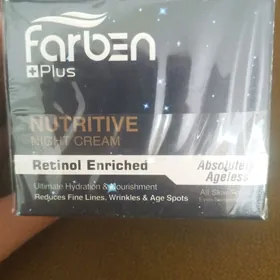 Farben
Plus
NUTRITIVE
NIGHT CREAM
Retinol Enriched
Absolutely
Ageless
Ultimate Hydration & Nourishment
All Skin
Reduces Fine Lines, Wrinkles & Age Spots